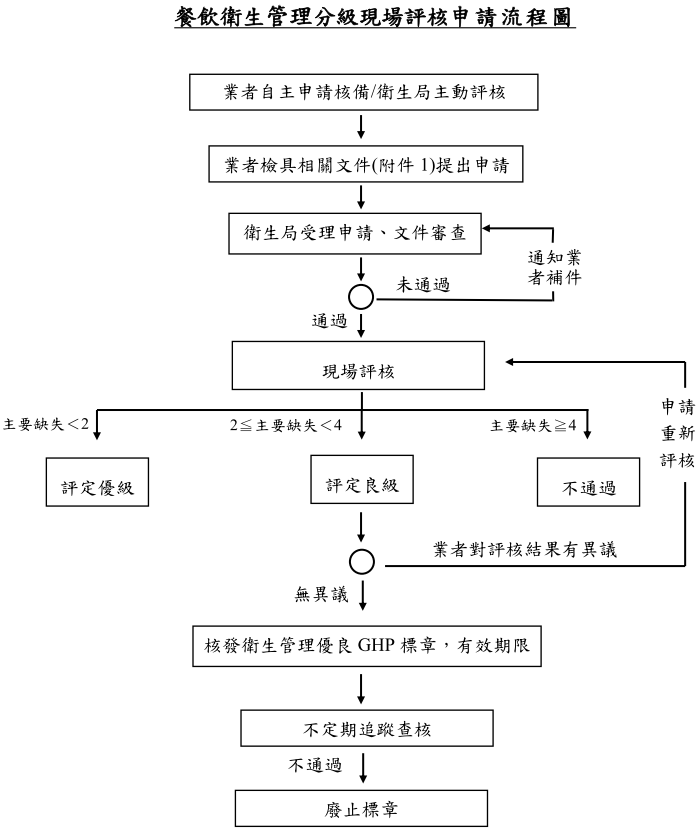 餐飲衛生管理分級現場評核申請流程圖
業者自主申請核備/衛生局主動評核
業者檢具相關文件(附件 1)提出申請
衛生局受理申請、文件審查
通知業
者補件
未通過
通過
現場評核
申請
重新
評核
主要缺失<2
2≦主要缺失<4
主要缺失≧4
評定優級
評定良級
不通過
業者對評核結果有異議
無異議
核發衛生管理優良 GHP 標章，有效期限
不定期追蹤查核
不通過
廢止標章